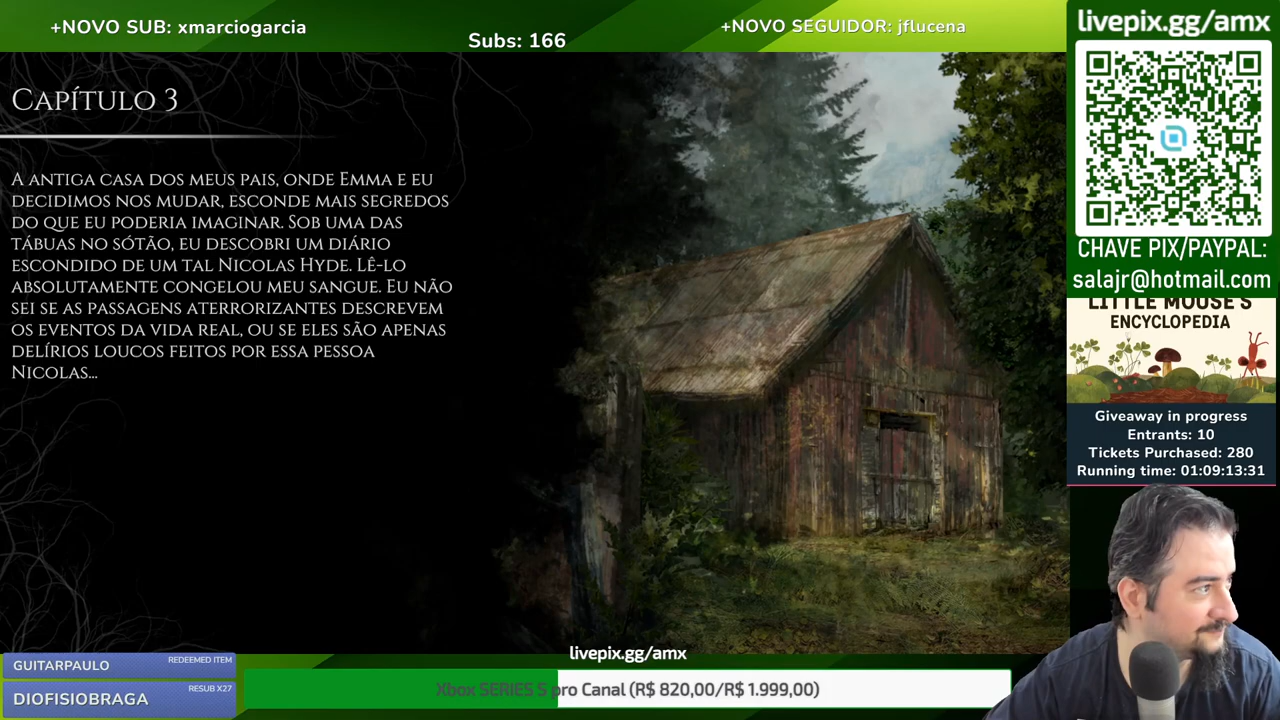 +NOVO SUB: xmarciogarcia
Subs: 166
+NOVO SEGUIDOR: jflucena
livepix.gg/amx
CAPÍTULO 3
A ANTIGA CASA DOS MEUS PAIS, ONDE EMMA E EU
DECIDIMOS NOS MUDAR, ESCONDE MAIS SEGREDOS
DO QUE EU PODERIA IMAGINAR. SOB UMA DAS
TÁBUAS NO SÓTÃO, EU DESCOBRI UM DIÁRIO
ESCONDIDO DE UM TAL NICOLAS HYDE. LÊ-LO
ABSOLUTAMENTE CONGELOU MEU SANGUE. EU NÃO
SEI SE AS PASSAGENS ATERRORIZANTES DESCREVEM
OS EVENTOS DA VIDA REAL, OU SE ELES SÃO APENAS
DELÍRIOS LOUCOS FEITOS POR ESSA PESSOA
NICOLAS...
CHAVE PIX/PAYPAL:
salajr@hotmail.com
LITTLE MOUSE'S
ENCYCLOPEDIA
Giveaway in progress
Entrants: 10
Tickets Purchased: 280
Running time: 01:09:13:31
livepix.gg/amx
GUITARPAULO
REDEEMED ITEM
DIOFISIOBRAGA
RESUB X27
Xbox SERIES S pro Canal (R$ 820,00/R$ 1.999,00)